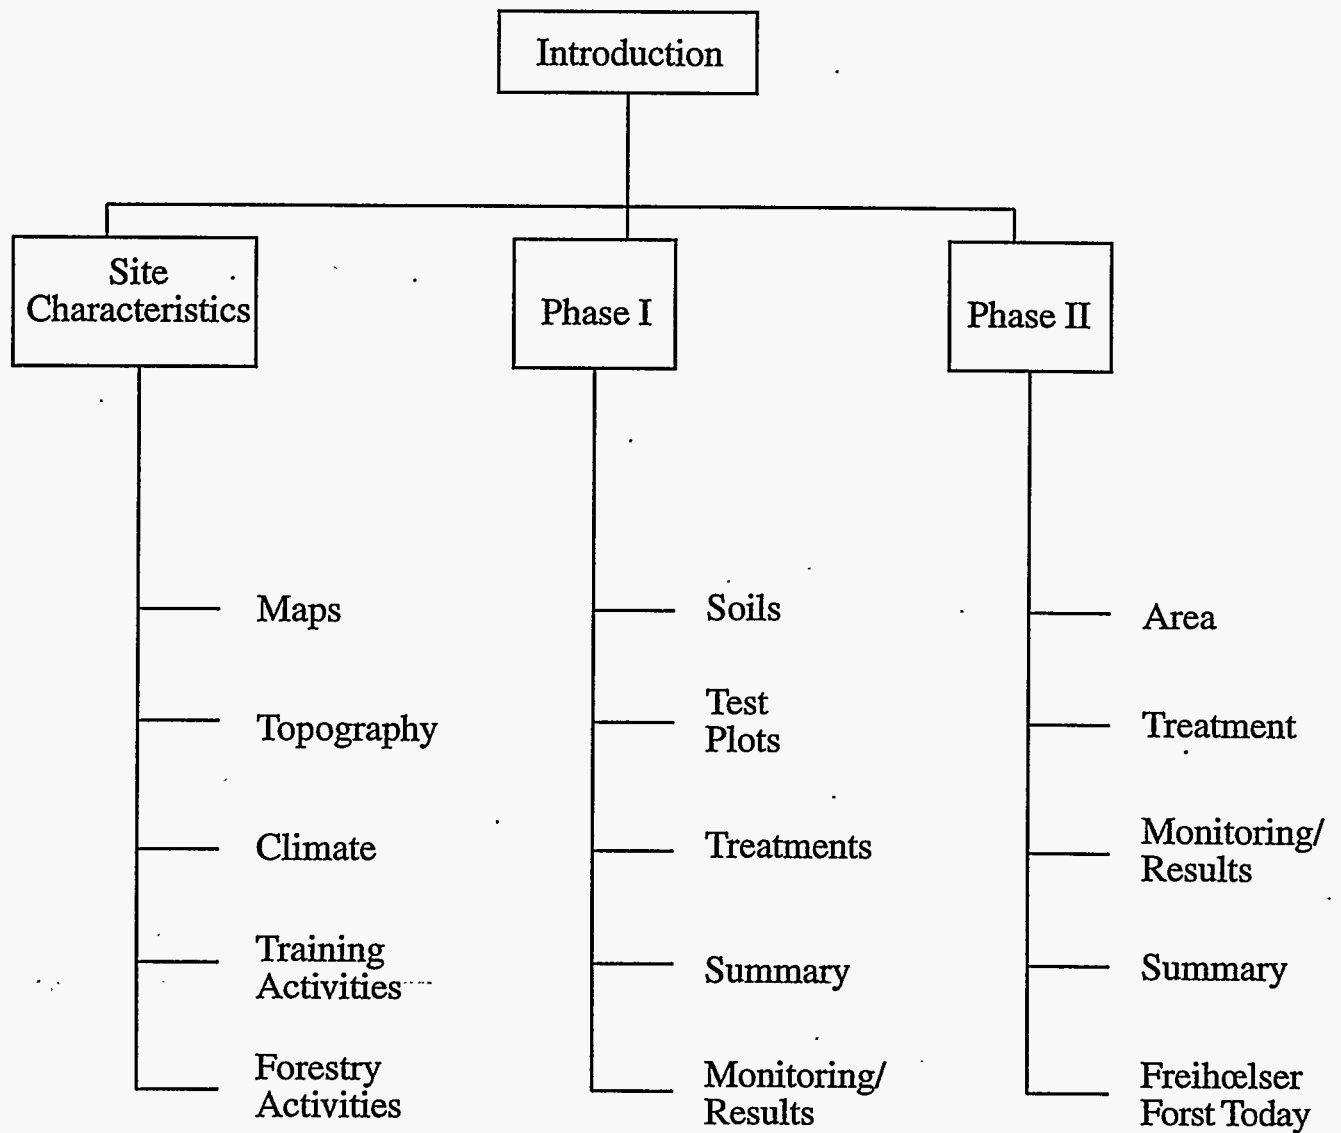 Introduction
Site
Characteristics
Phase I
Phase II
Maps
Topography
Climate
Training
Activities
Forestry
Activities
Soils
Test
Plots
Treatments
Summary
Monitoring/
Results
Area
Treatment
Monitoring/
Results
Summary
Freihœlser
Forst Today